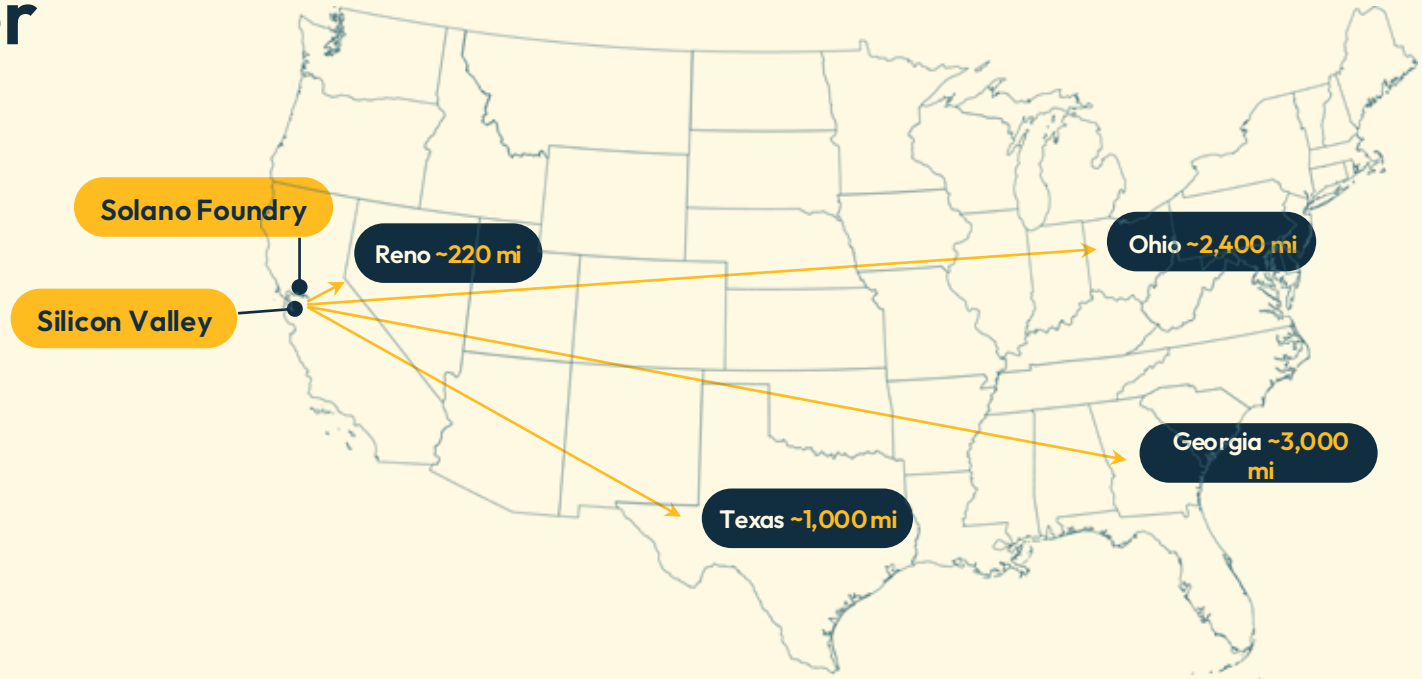 Solano Foundry
Reno ~220 mi
Ohio ~2,400 mi
Silicon Valley
Georgia ~3,000
mi
Texas ~1,000 mi